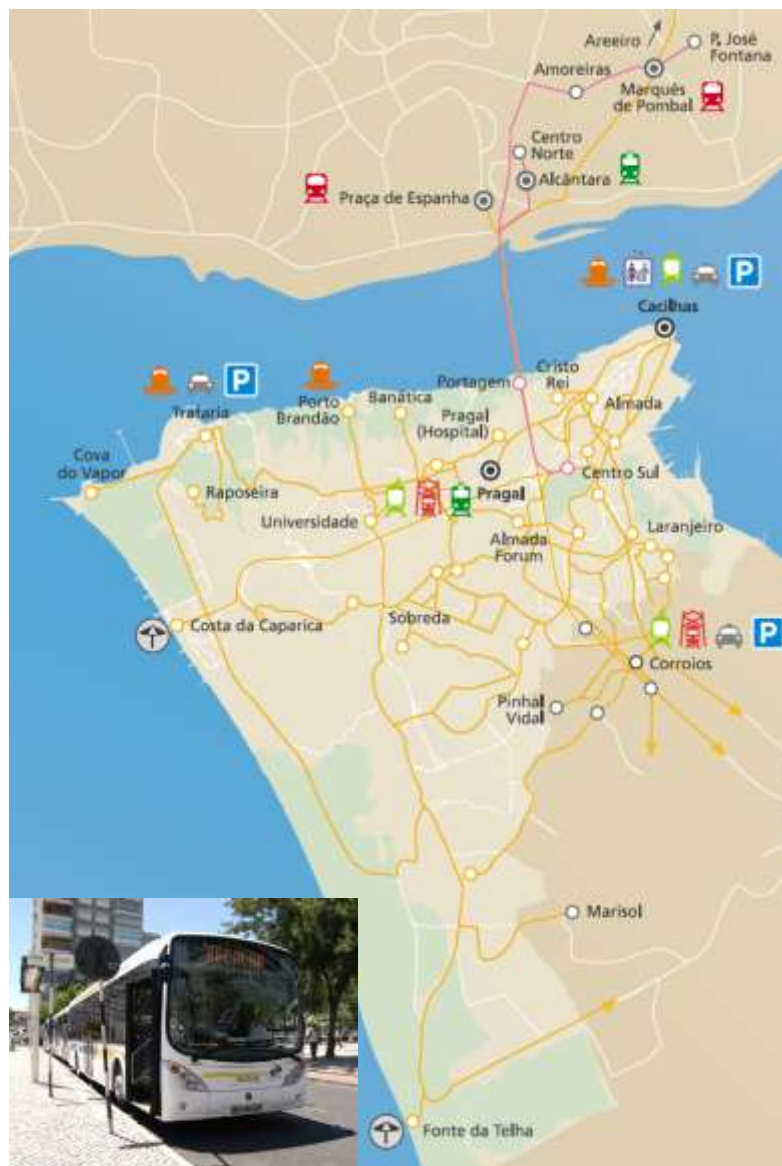 Areeiro
P. José
Fontana
Amoreiras
Marquês
de Pombal
Centro
Norte
Alcântara
Praça de Espanha
P
Cacilhas
P
Trafaria
Porto
Brandão
Banática
Portagem
Cristo
Rei
Almada
Pragal
(Hospital)
Cova
do Vapor
Raposeira
Pragal
Centro Sul
Universidade
Almada
Forum
Laranjeiro
Costa da Caparica
Sobreda
P
Corroios
Pinhal
Vidal
Marisol
Fonte da Telha